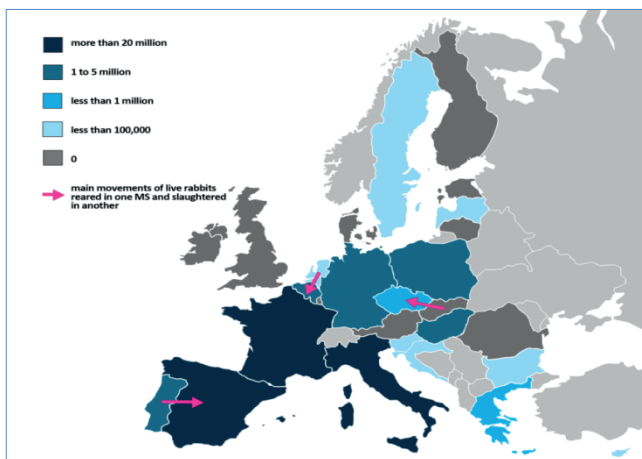 more than 20 million
1 to 5 million
less than 1 million
less than 100,000
0
main movements of live rabbits
reared in one MS and slaughtered
in another